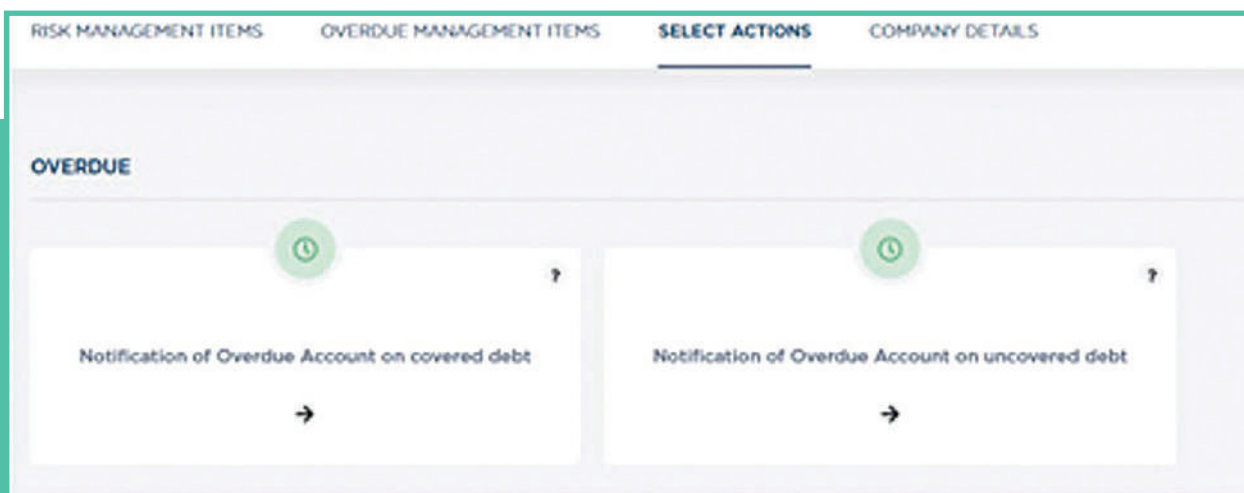 RISK MANAGEMENT ITEMS OVERDUE MANAGEMENT ITEMS SELECT ACTIONS COMPANY DETAILS
OVERDUE
?
?
Notification of Overdue Account on covered debt
Notification of Overdue Account on uncovered debt